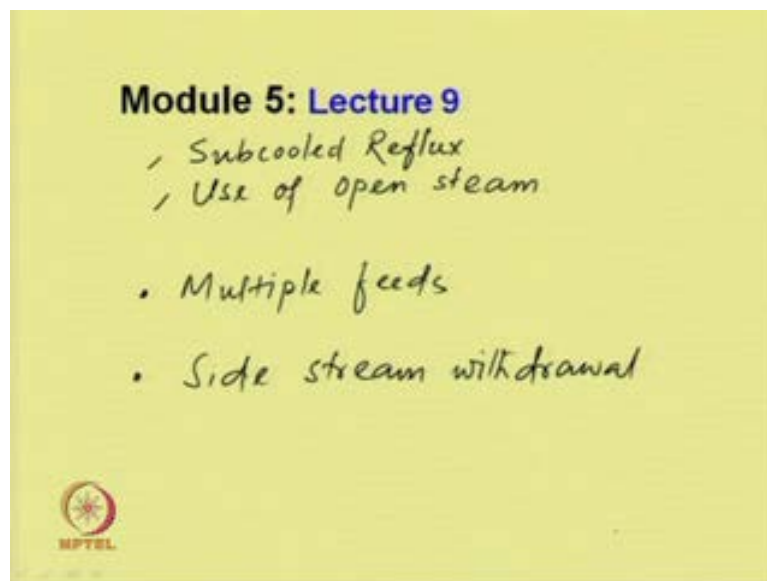 Module 5: Lecture 9
, Subcooled Reflux
, Use of open steam
• Multiple feeds
• Side stream withdrawal
NPTEL